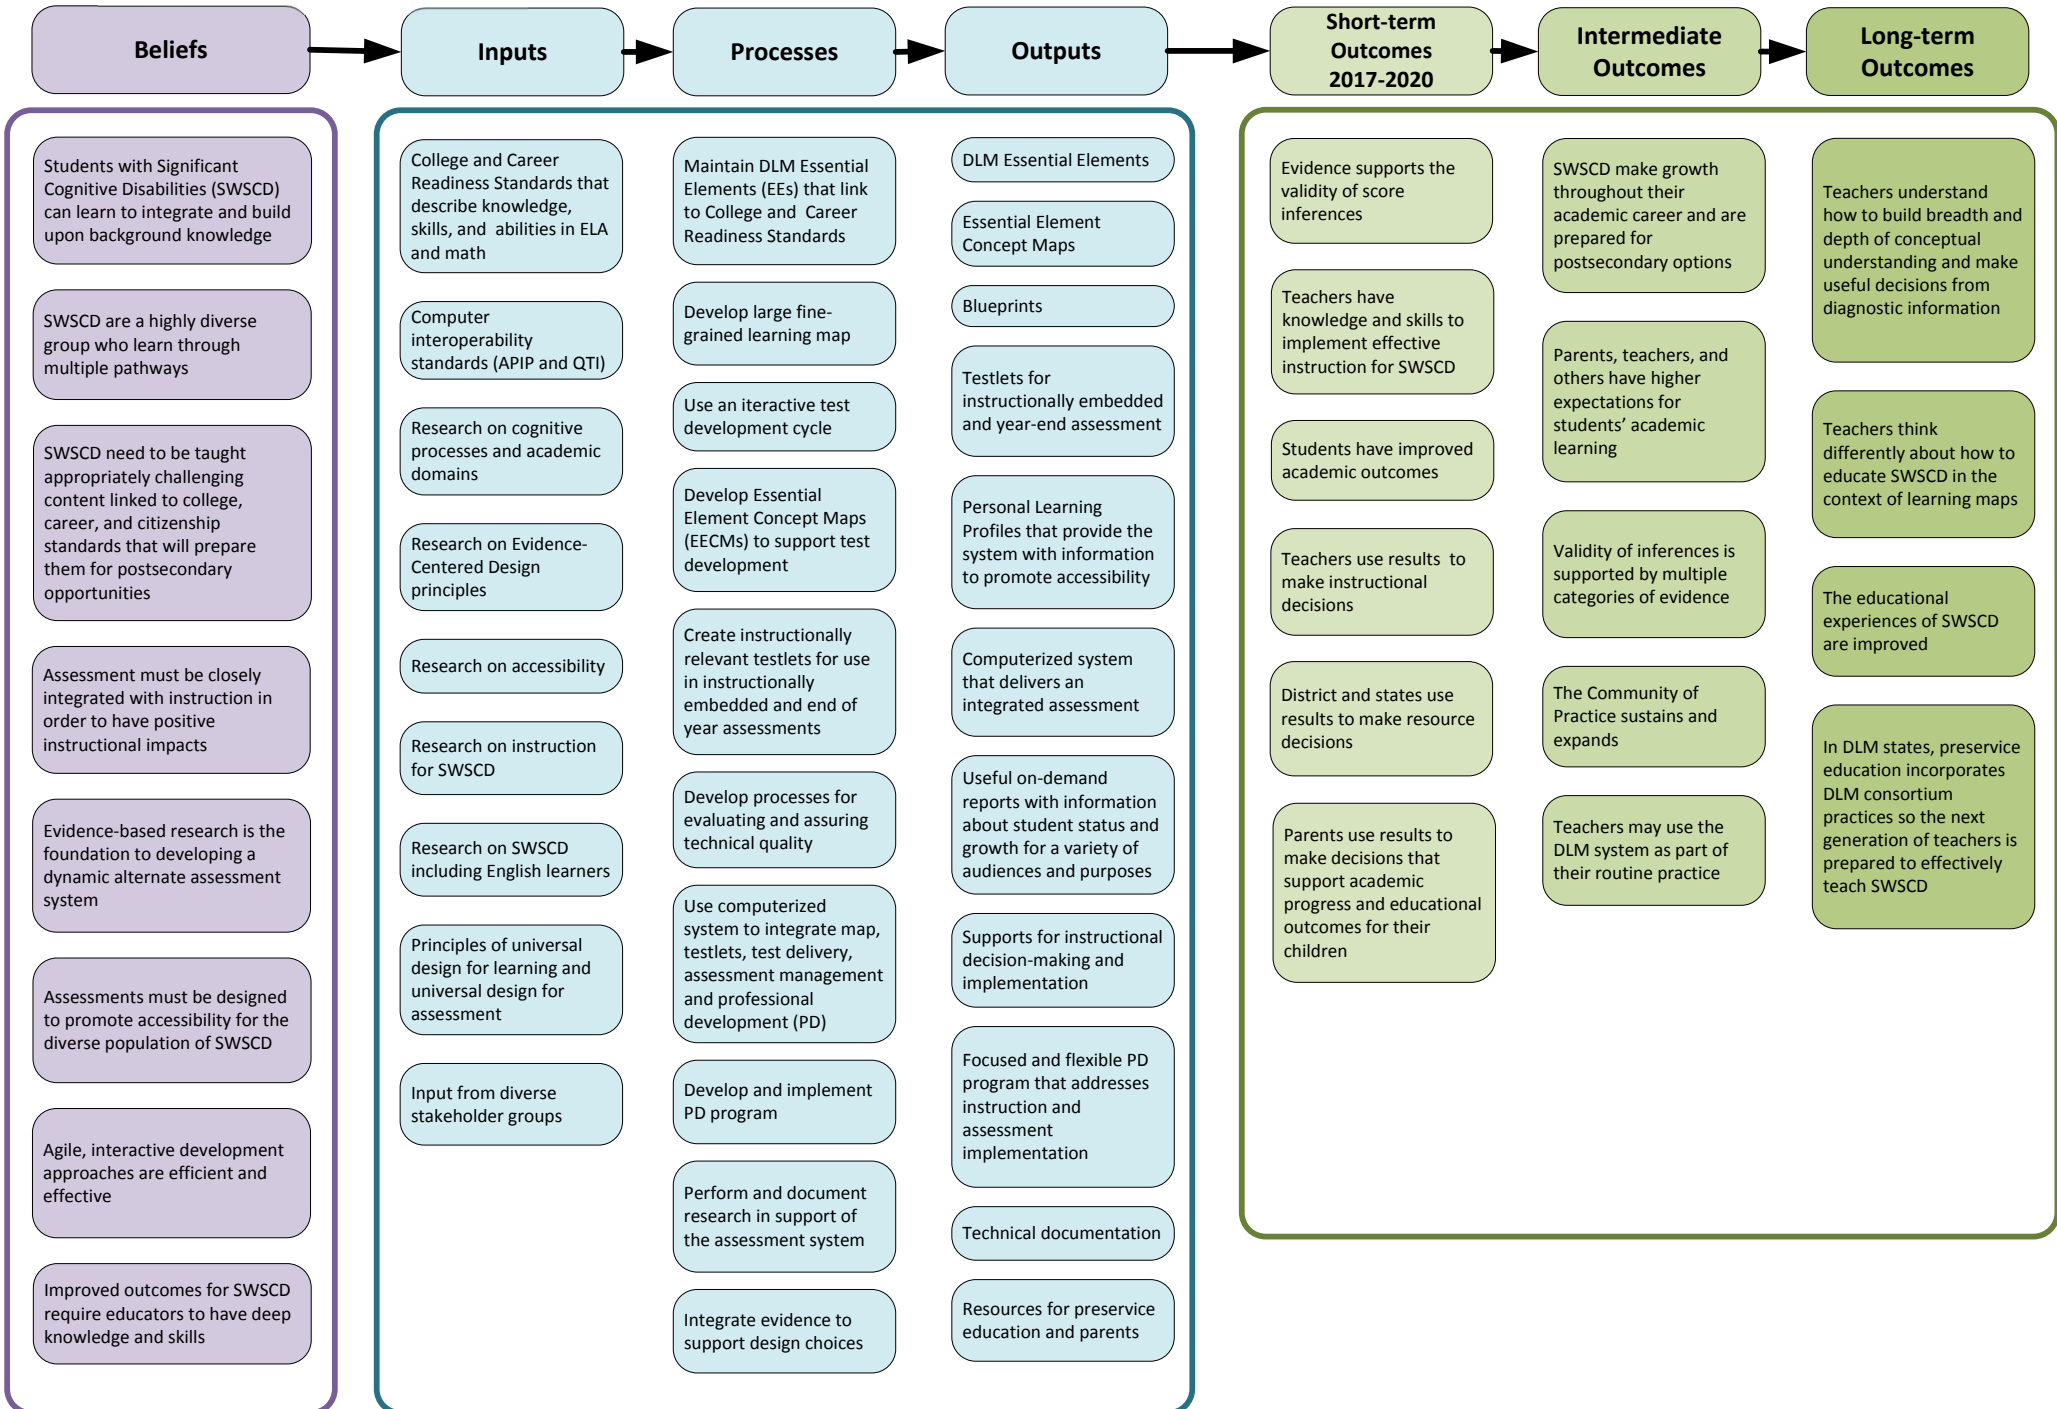 Beliefs
Inputs
Processes
Outputs
Short-term
Outcomes
2017-2020
Intermediate
Outcomes
Long-term
Outcomes
Students with Significant
Cognitive Disabilities (SWSCD)
can learn to integrate and build
upon background knowledge
SWSCD are a highly diverse
group who learn through
multiple pathways
SWSCD need to be taught
appropriately challenging
content linked to college,
career, and citizenship
standards that will prepare
them for postsecondary
opportunities
Assessment must be closely
integrated with instruction in
order to have positive
instructional impacts
Evidence-based research is the
foundation to developing a
dynamic alternate assessment
system
Assessments must be designed
to promote accessibility for the
diverse population of SWSCD
Agile, interactive development
approaches are efficient and
effective
Improved outcomes for SWSCD
require educators to have deep
knowledge and skills
College and Career
Readiness Standards that
describe knowledge,
skills, and  abilities in ELA
and math
Computer
interoperability
standards (APIP and QTI)
Research on cognitive
processes and academic
domains
Research on Evidence-
Centered Design
principles
Research on accessibility
Research on instruction
for SWSCD
Research on SWSCD
including English learners
Principles of universal
design for learning and
universal design for
assessment
Input from diverse
stakeholder groups
Maintain DLM Essential
Elements (EEs) that link
to College and  Career
Readiness Standards
Develop large fine-
grained learning map
Use an iteractive test
development cycle
Develop Essential
Element Concept Maps
(EECMs) to support test
development
Create instructionally
relevant testlets for use
in instructionally
embedded and end of
year assessments
Develop processes for
evaluating and assuring
technical quality
Use computerized
system to integrate map,
testlets, test delivery,
assessment management
and professional
development (PD)
Develop and implement
PD program
Perform and document
research in support of
the assessment system
Integrate evidence to
support design choices
DLM Essential Elements
Essential Element
Concept Maps
Blueprints
Testlets for
instructionally embedded
and year-end assessment
Personal Learning
Profiles that provide the
system with information
to promote accessibility
Computerized system
that delivers an
integrated assessment
Useful on-demand
reports with information
about student status and
growth for a variety of
audiences and purposes
Supports for instructional
decision-making and
implementation
Focused and flexible PD
program that addresses
instruction and
assessment
implementation
Technical documentation
Resources for preservice
education and parents
Evidence supports the
validity of score
inferences
Teachers have
knowledge and skills to
implement effective
instruction for SWSCD
Students have improved
academic outcomes
Teachers use results  to
make instructional
decisions
District and states use
results to make resource
decisions
Parents use results to
make decisions that
support academic
progress and educational
outcomes for their
children
SWSCD make growth
throughout their
academic career and are
prepared for
postsecondary options
Parents, teachers, and
others have higher
expectations for
students’ academic
learning
Validity of inferences is
supported by multiple
categories of evidence
The Community of
Practice sustains and
expands
Teachers may use the
DLM system as part of
their routine practice
Teachers understand
how to build breadth and
depth of conceptual
understanding and make
useful decisions from
diagnostic information
Teachers think
differently about how to
educate SWSCD in the
context of learning maps
The educational
experiences of SWSCD
are improved
In DLM states, preservice
education incorporates
DLM consortium
practices so the next
generation of teachers is
prepared to effectively
teach SWSCD